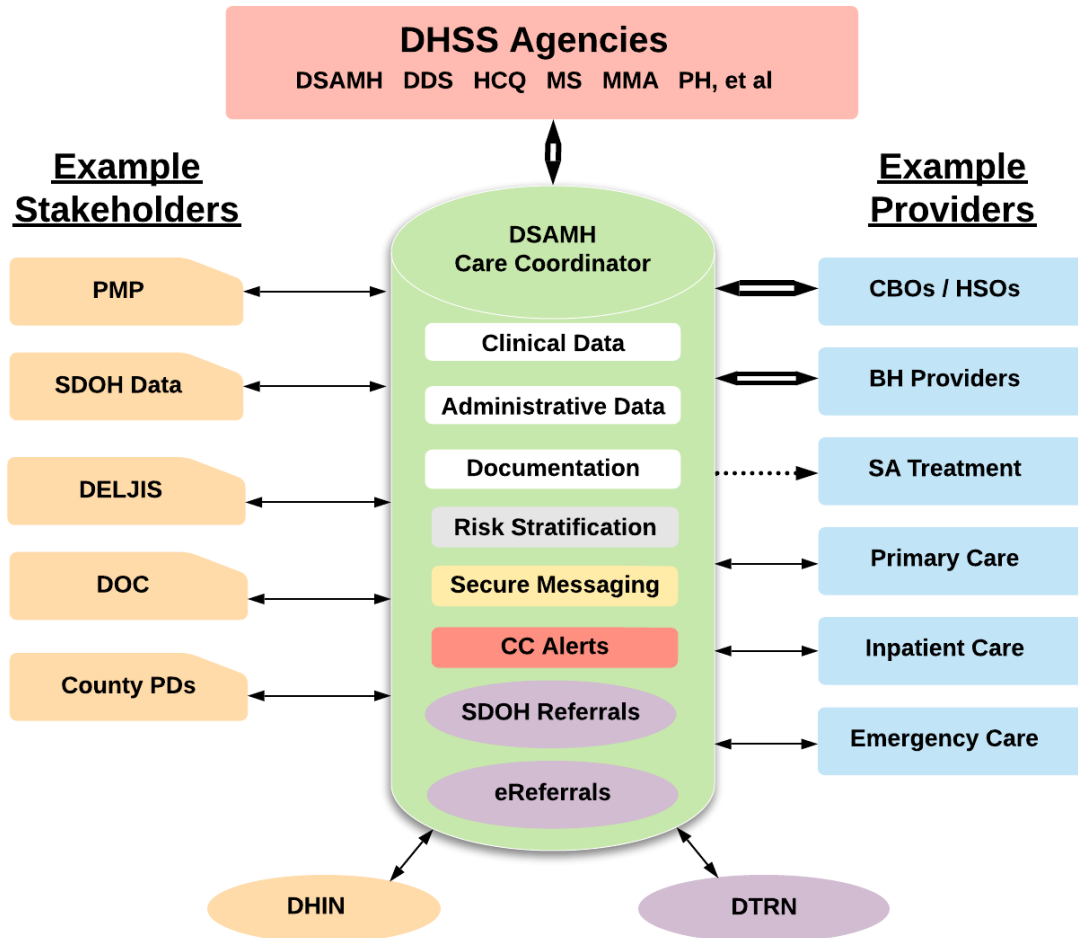 DHSS Agencies
DSAMH DDS HCQ MS MMA PH, et al
Example
Stakeholders
PMP
SDOH Data
DELJIS
DOC
County PDs
DSAMH
Care Coordinator
Clinical Data
Administrative Data
Documentation
Risk Stratification
Secure Messaging
CC Alerts
SDOH Referrals
eReferrals
Example
Providers
CBOs / HSOs
BH Providers
SA Treatment
Primary Care
Inpatient Care
Emergency Care
DHIN
DTRN